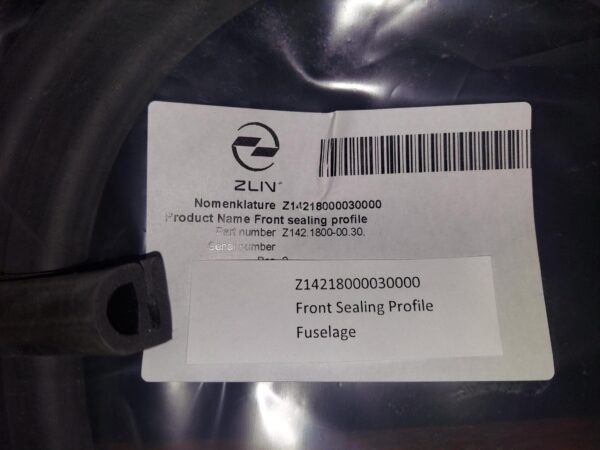 ZLIN
Nomenklature Z14218000030000
Product Name Front sealing profile
Part number Z142.1800-00.30.
Serial number
Z14218000030000
Front Sealing Profile
Fuselage